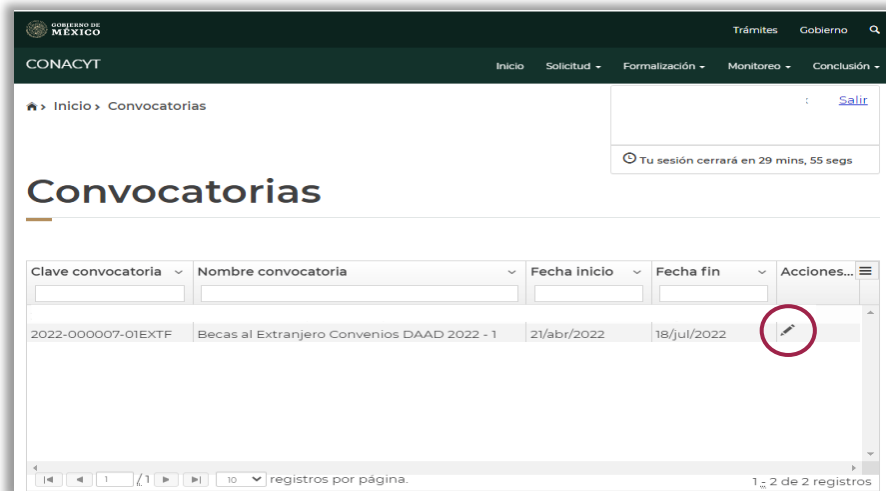 GOBIERNO DE
MÉXICO
Trámites Gobierno
CONACYT
Inicio Solicitud Formalización Monitoreo Conclusión
Inicio Convocatorias
: Salir
Tu sesión cerrará en 29 mins, 55 segs
Convocatorias
Clave convocatoria Nombre convocatoria Fecha inicio Fecha fin Acciones...
2022-000007-01EXTF Becas al Extranjero Convenios DAAD 2022 - 1 21/abr/2022 18/jul/2022
1 / 1 10 registros por página.
1 - 2 de 2 registros